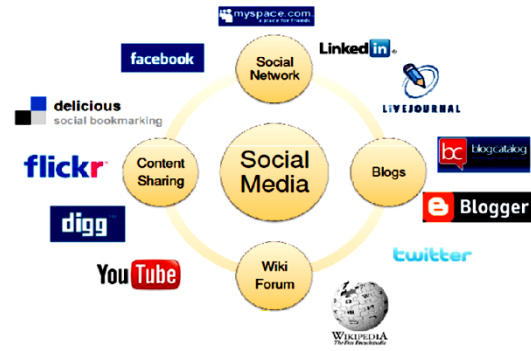 myspace.com
a place for friends
facebook
Social
Network
LinkedIn
LIVEJOURNAL
delicious
social bookmarking
flickr
Content
Sharing
Social
Media
Blogs
bc blogcatalog
Blogger
digg
twitter
YouTube
Wiki
Forum
WIKIPEDIA
The Free Encyclopedia